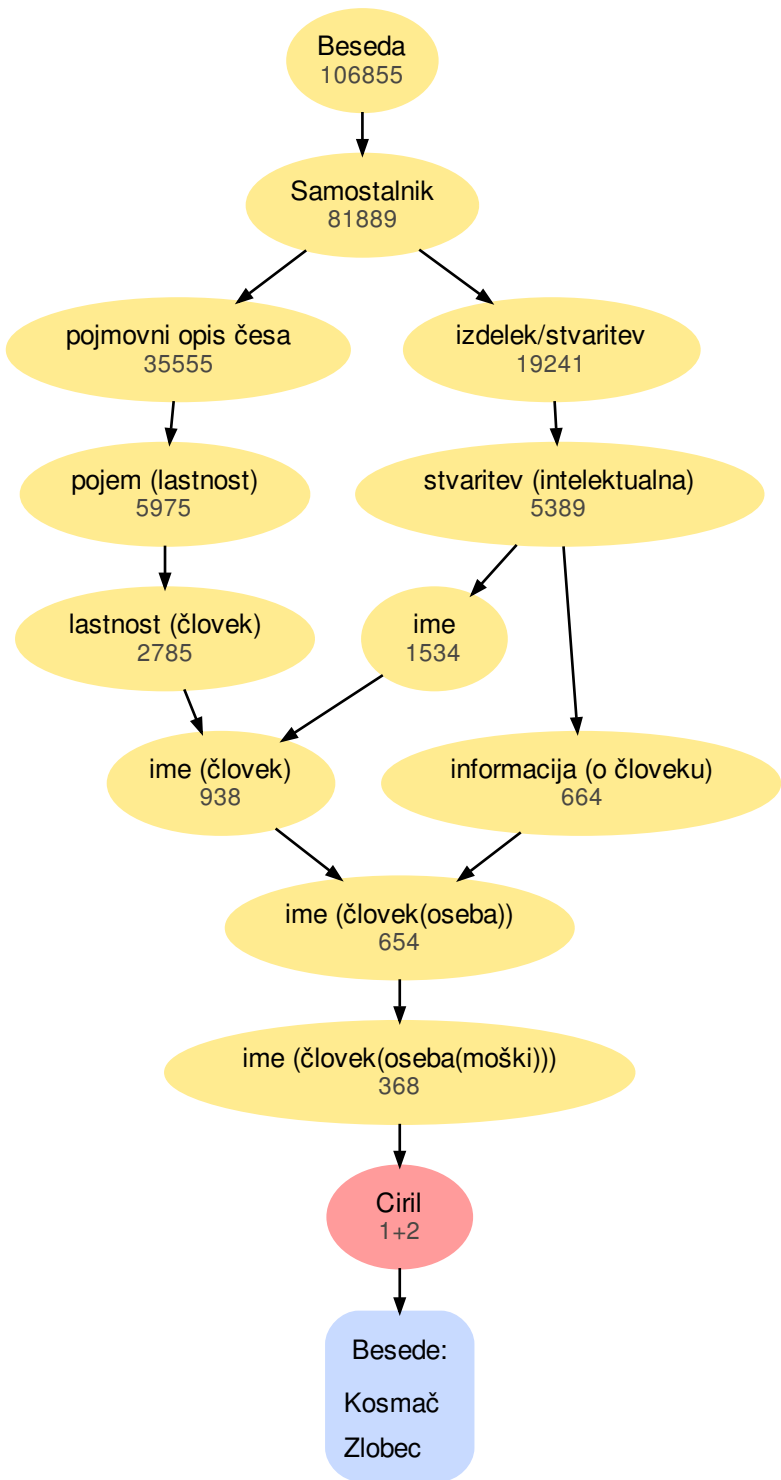 Beseda
106855
Samostalnik
81889
pojmovni opis česa
35555
izdelek/stvaritev
19241
pojem (lastnost)
5975
stvaritev (intelektualna)
5389
lastnost (človek)
2785
ime
1534
ime (človek)
938
informacija (o človeku)
664
ime (človek(oseba))
654
ime (človek(oseba(moški)))
368
Ciril
1+2
Besede:
Kosmač
Zlobec